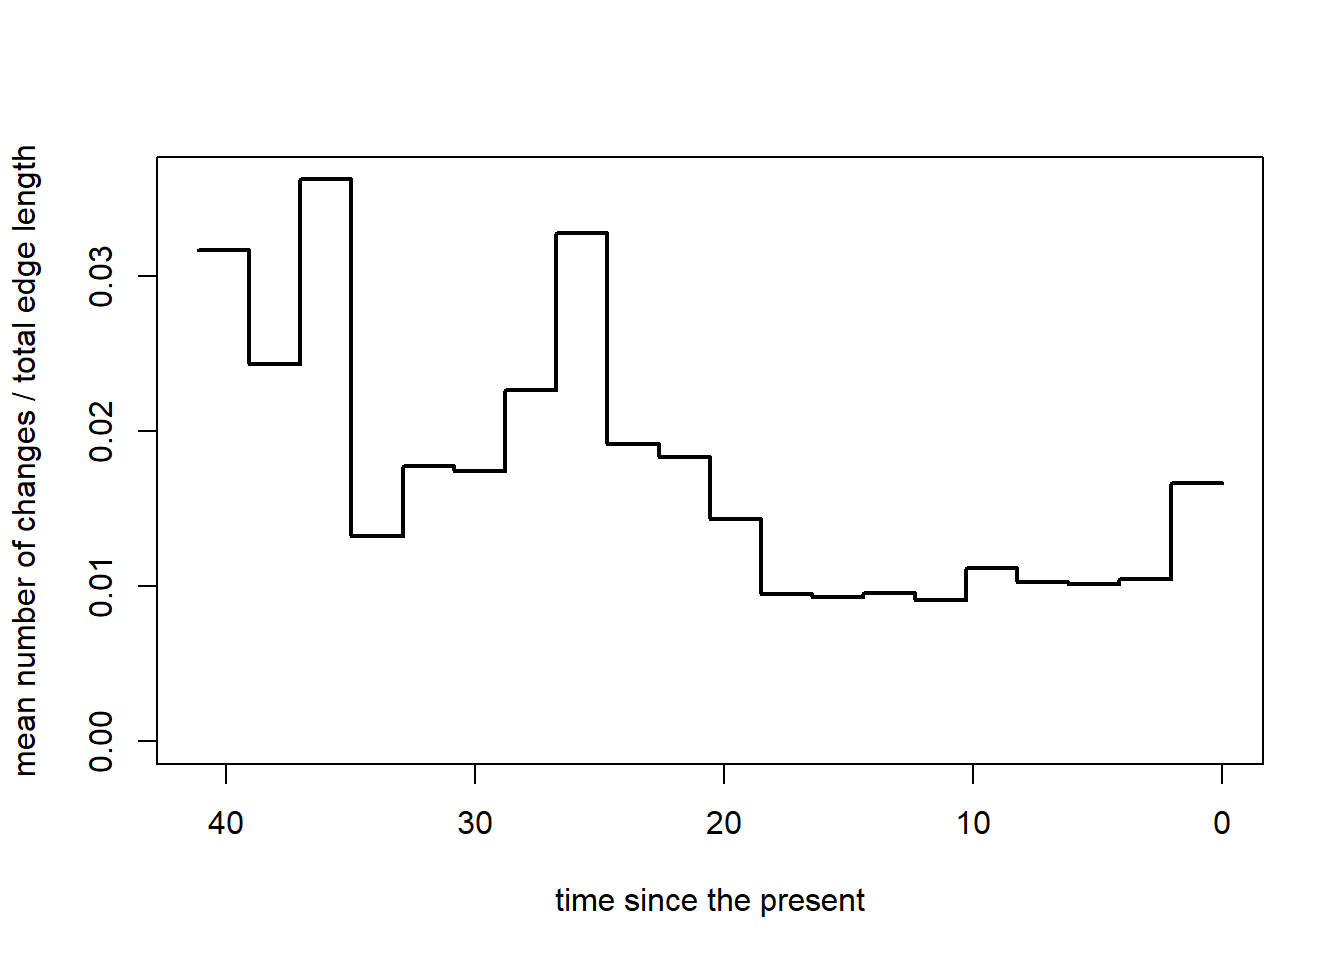 mean number of changes / total edge length
0.03
0.02
0.01
0.00
40 30 20 10 0
time since the present